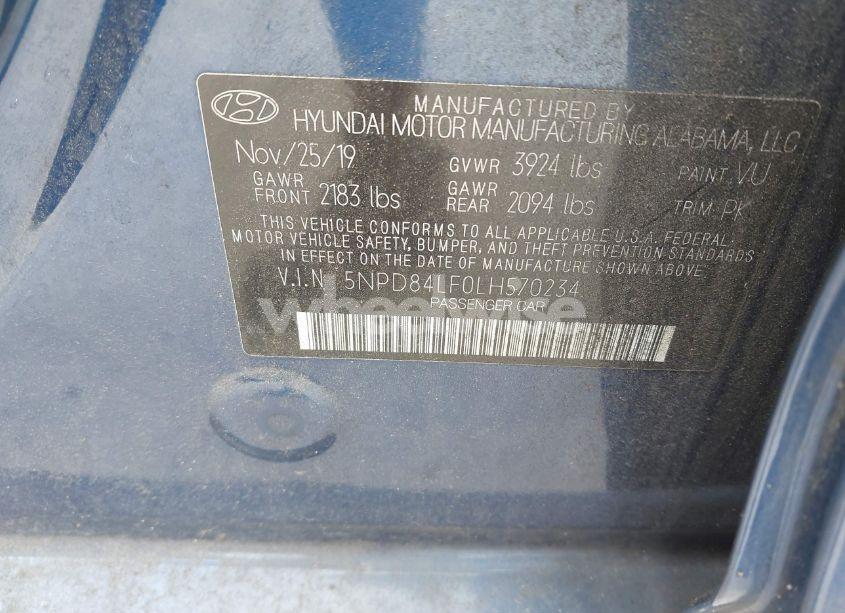 MANUFACTURED BY
HYUNDAI MOTOR MANUFACTURING ALABAMA, LLC
Nov/25/19 GVWR 3924 lbs PAINT: VU
GAWR FRONT 2183 lbs GAWR REAR 2094 lbs TRIM: PK
THIS VEHICLE CONFORMS TO ALL APPLICABLE U.S.A. FEDERAL
MOTOR VEHICLE SAFETY, BUMPER, AND THEFT PREVENTION STANDARDS
IN EFFECT ON THE DATE OF MANUFACTURE SHOWN ABOVE.
V.I.N. 5NPD84LF0LH570234
PASSENGER CAR
wheelwise